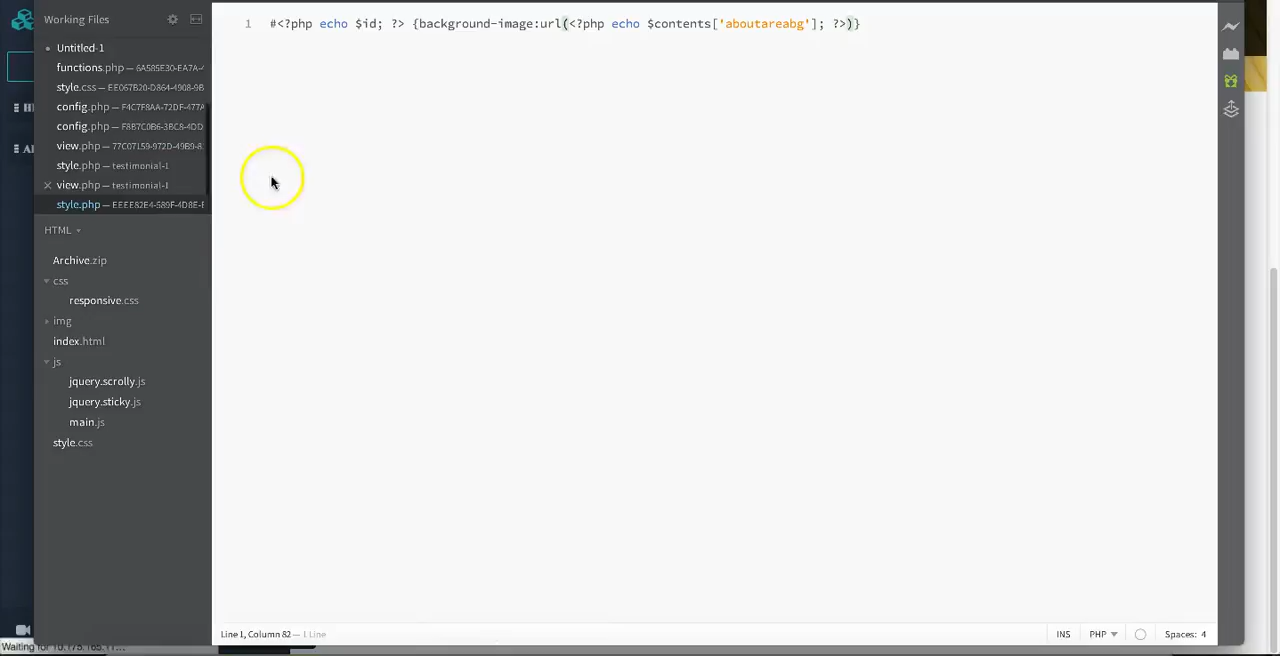 Working Files
Untitled-1
functions.php — 6A585E30-EA7A-4
style.css — EE067B20-D864-4908-9B
config.php — F4C7F8AA-72DF-477A
config.php — F8B7C0B6-3BC8-4DD
view.php — 77C07159-972D-49B9-8
style.php — testimonial-1
view.php — testimonial-1
style.php — EEEE82E4-589F-4D8E-E
HTML
Archive.zip
css
responsive.css
img
index.html
js
jquery.scrolly.js
jquery.sticky.js
main.js
style.css
1 #<?php echo $id; ?> {background-image:url(<?php echo $contents['aboutareabg']; ?>)}
Line 1, Column 82 — 1 Line
INS
PHP
Spaces: 4